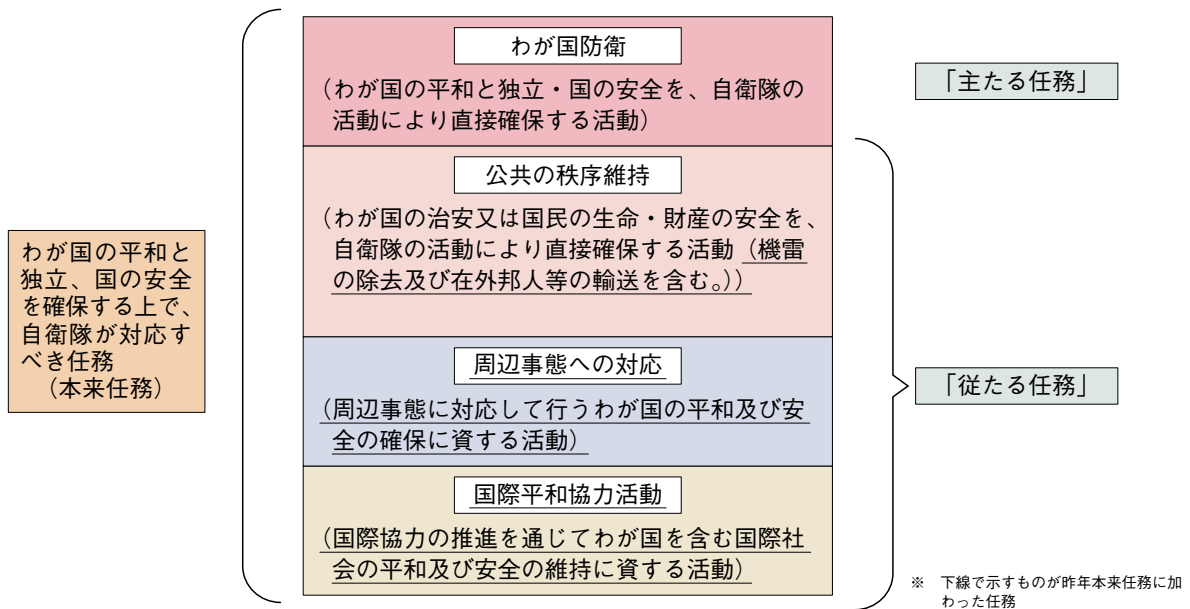 わが国の平和と
独立、国の安全
を確保する上で、
自衛隊が対応す
べき任務
（本来任務）
わが国防衛
（わが国の平和と独立・国の安全を、自衛隊の
活動により直接確保する活動）
公共の秩序維持
（わが国の治安又は国民の生命・財産の安全を、
自衛隊の活動により直接確保する活動（機雷
の除去及び在外邦人等の輸送を含む。））
周辺事態への対応
（周辺事態に対応して行うわが国の平和及び安
全の確保に資する活動）
国際平和協力活動
（国際協力の推進を通じてわが国を含む国際社
会の平和及び安全の維持に資する活動）
「主たる任務」
「従たる任務」
※　下線で示すものが昨年本来任務に加
わった任務